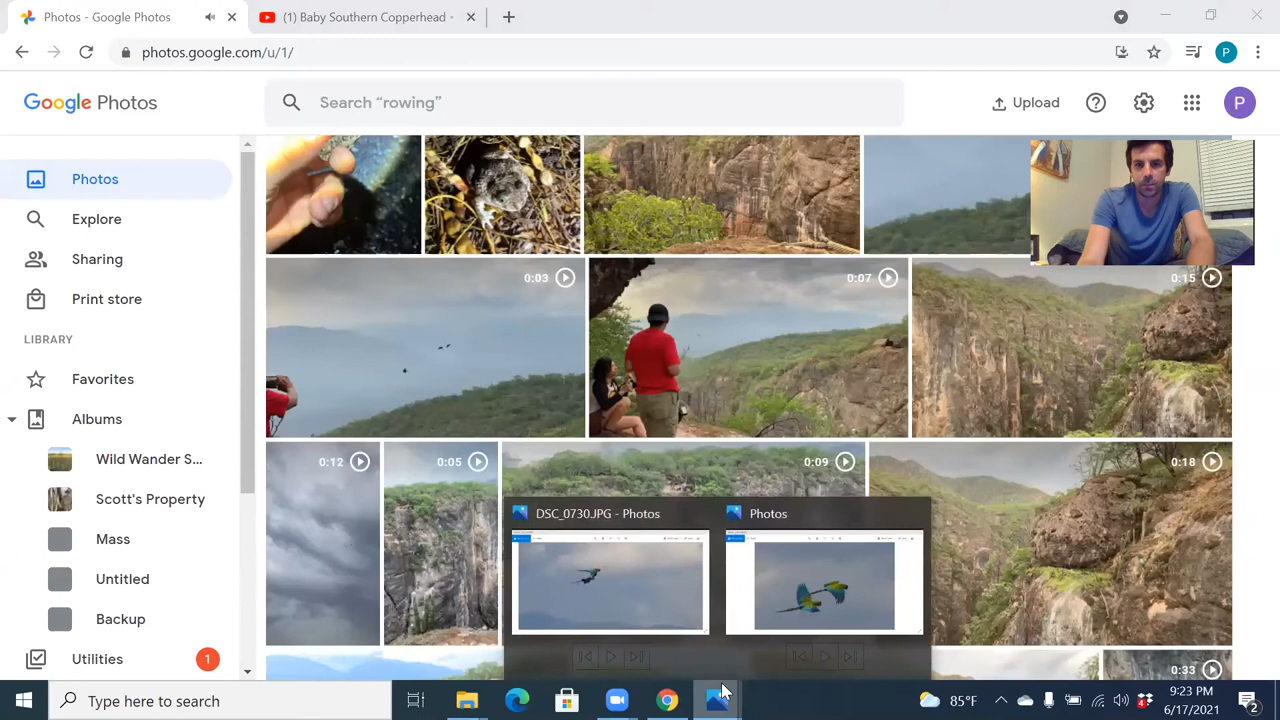 Photos - Google Photos
(1) Baby Southern Copperhead -
photos.google.com/u/1/
P
Google Photos
Search “rowing”
Upload
P
Photos
Explore
Sharing
Print store
LIBRARY
Favorites
Albums
Wild Wander S...
Scott's Property
Mass
Untitled
Backup
Utilities
1
0:03
0:07
0:15
0:12
0:05
0:09
0:18
0:33
DSC_0730.JPG - Photos
Photos
Type here to search
85°F
4
9:23 PM
6/17/2021
2